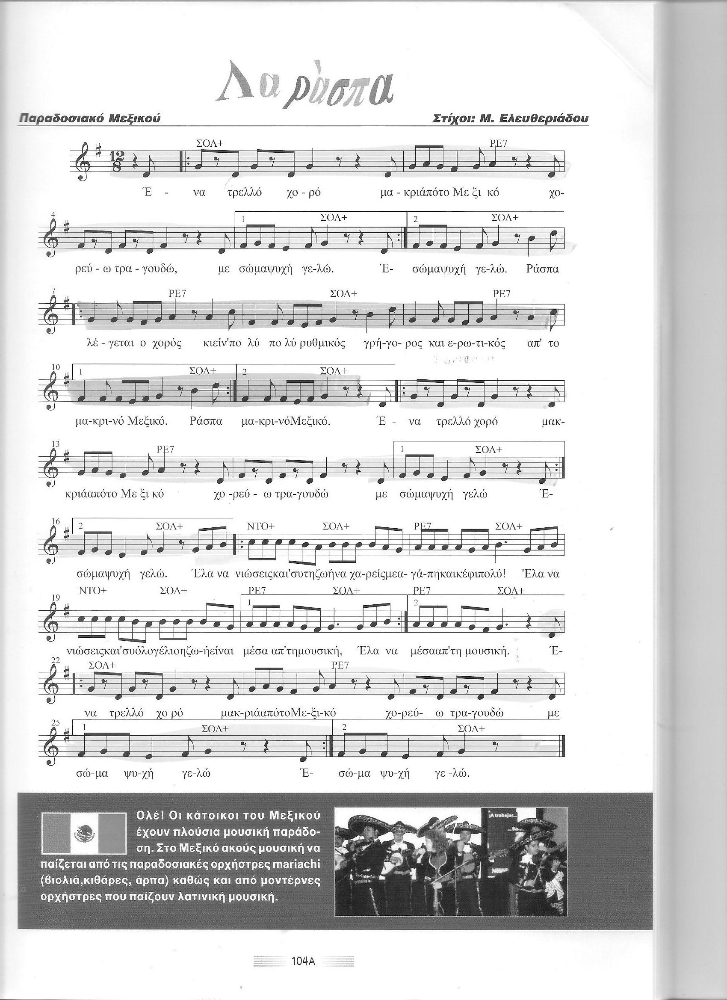 Λα ράσπα
Παραδοσιακό Μεξικού Στίχοι: Μ. Ελευθεριάδου
ΣΟΛ+ ΡΕ7
12
8
Έ - να τρελλό χο - ρό μα - κριάπότο Με ξι κό χο-
4 1 ΣΟΛ+ 2 ΣΟΛ+
ρεύ - ω τρα - γουδώ, με σώμαψυχή γε-λώ. Έ- σώμαψυχή γε-λώ. Ράσπα
7 ΡΕ7 ΣΟΛ+ ΡΕ7
λέ - γεται ο χορός κιείν'πο λύ πο λύ ρυθμικός γρή-γο- ρος και ε-ρω-τι-κός απ' το
10 1 ΣΟΛ+ 2 ΣΟΛ+
μα-κρι-νό Μεξικό. Ράσπα μα-κρι-νόΜεξικό. Έ - να τρελλό χορό μακ-
13 ΡΕ7 1 ΣΟΛ+
κριάαπότο Με ξι κό χο -ρεύ - ω τρα-γουδώ με σώμαψυχή γελώ Έ-
16 2 ΣΟΛ+ ΝΤΟ+ ΣΟΛ+ ΡΕ7 ΣΟΛ+
σώμαψυχή γελώ. Έλα να νιώσειςκαι'συτηζωήνα χα-ρείςμεα- γά-πηκαικέφιπολύ! 'Ελα να
19 ΝΤΟ+ ΣΟΛ+ ΡΕ7 1 ΣΟΛ+ ΡΕ7 2 ΣΟΛ+
νιώσειςκαι'συόλογέλιοηζω-ήείναι μέσα απ'τημουσική, Έλα να μέσααπ'τη μουσική. Έ-
22 ΣΟΛ+ ΡΕ7
να τρελλό χο ρό μακ-ριάαπότοΜε-ξι-κό χο-ρεύ- ω τρα-γουδώ με
25 1 ΣΟΛ+ 2 ΣΟΛ+
σώ-μα ψυ-χή γε-λώ Έ- σώ-μα ψυ-χή γε -λώ.
Ολέ! Οι κάτοικοι του Μεξικού
έχουν πλούσια μουσική παράδο-
ση. Στο Μεξικό ακούς μουσική να
παίζεται από τις παραδοσιακές ορχήστρες mariachi
(βιολιά,κιθάρες, άρπα) καθώς και από μοντέρνες
ορχήστρες που παίζουν λατινική μουσική.
¡A trabajar...
104Α